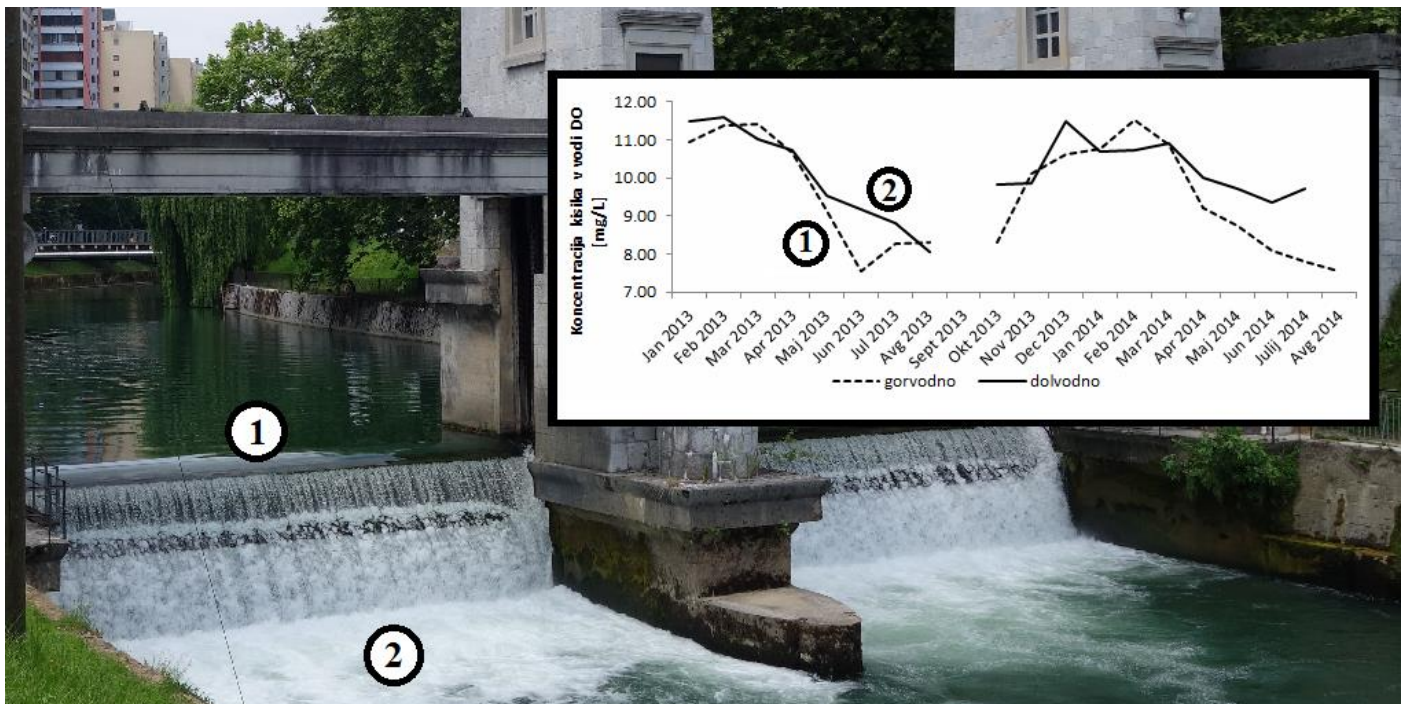 Koncentracija kisika v vodi DO
[mg/L]
12.00
11.00
10.00
9.00
8.00
7.00
2
1
Jan 2013
Feb 2013
Mar 2013
Apr 2013
Maj 2013
Jun 2013
Jul 2013
Avg 2013
Sept 2013
Okt 2013
Nov 2013
Dec 2013
Jan 2014
Feb 2014
Mar 2014
Apr 2014
Maj 2014
Jun 2014
Julij 2014
Avg 2014
gorvodno
dolvodno
1
2